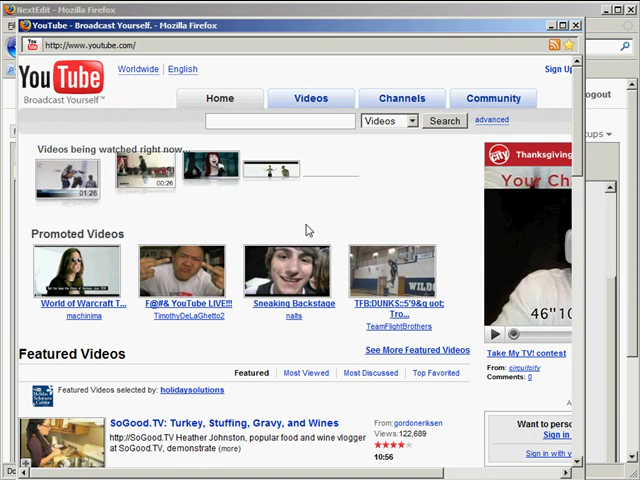 NextEdit - Mozilla Firefox
YouTube - Broadcast Yourself. - Mozilla Firefox
http://www.youtube.com/
YouTube
Broadcast Yourself™
Worldwide | English
Sign Up
ogout
Home
Videos
Channels
Community
Videos
Search
advanced
ups
Videos being watched right now...
01:26
00:26
Thanksgiving
Your Ch
Promoted Videos
World of Warcraft T...
machinima
F@#& YouTube LIVE!!!
TimothyDeLaGhetto2
Sneaking Backstage
nalts
TFB:DUNKS::5'9&q uot; Tro...
TeamFlightBrothers
WILDC
46"10
Featured Videos
See More Featured Videos
Take My TV! contest
From: circuitcity
Comments: 0
Featured | Most Viewed | Most Discussed | Top Favorited
Featured Videos selected by: holidaysolutions
SoGood.TV: Turkey, Stuffing, Gravy, and Wines
http://SoGood.TV Heather Johnston, popular food and wine vlogger
at SoGood.TV, demonstrate (more)
From: gordoneriksen
Views: 122,689
10:56
Want to perso
Sign in
Sign in with y
Do